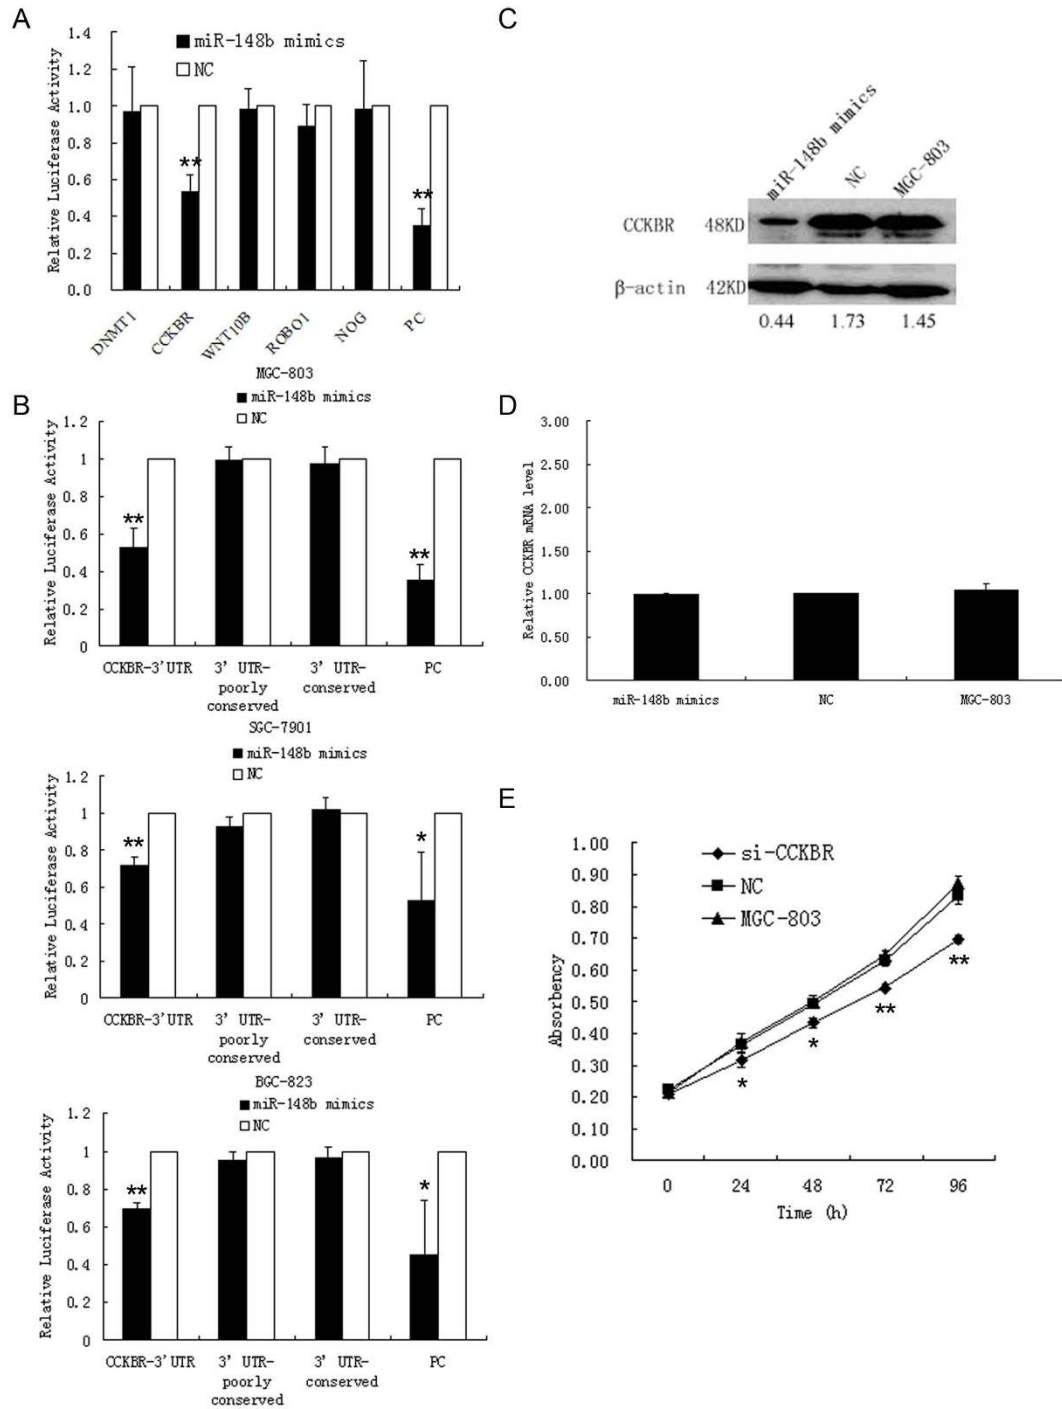 A
1.4
1.2
1.0
0.8
0.6
0.4
0.2
0.0
Relative Luciferase Activity
miR-148b mimics
NC
**
**
DNMT1
CCKBR
WNT10B
ROBO1
NOG
PC
B
MGC-803
miR-148b mimics
NC
1.2
1
0.8
0.6
0.4
0.2
0
Relative Luciferase Activity
**
**
CCKBR-3'UTR
3' UTR-
poorly
conserved
3' UTR-
conserved
PC
SGC-7901
miR-148b mimics
NC
1.2
1
0.8
0.6
0.4
0.2
0
Relative Luciferase Activity
**
*
CCKBR-3'UTR
3' UTR-
poorly
conserved
3' UTR-
conserved
PC
BGC-823
miR-148b mimics
NC
1.2
1
0.8
0.6
0.4
0.2
0
Relative Luciferase Activity
**
*
CCKBR-3'UTR
3' UTR-
poorly
conserved
3' UTR-
conserved
PC
C
miR-148b mimics
NC
MGC-803
CCKBR 48KD
β-actin 42KD
0.44 1.73 1.45
D
3.00
2.50
2.00
1.50
1.00
0.50
0.00
Relative CCKBR mRNA level
miR-148b mimics
NC
MGC-803
E
1.00
0.90
0.80
0.70
0.60
0.50
0.40
0.30
0.20
0.10
0.00
Absorbency
si-CCKBR
NC
MGC-803
*
*
**
**
0 24 48 72 96
Time (h)